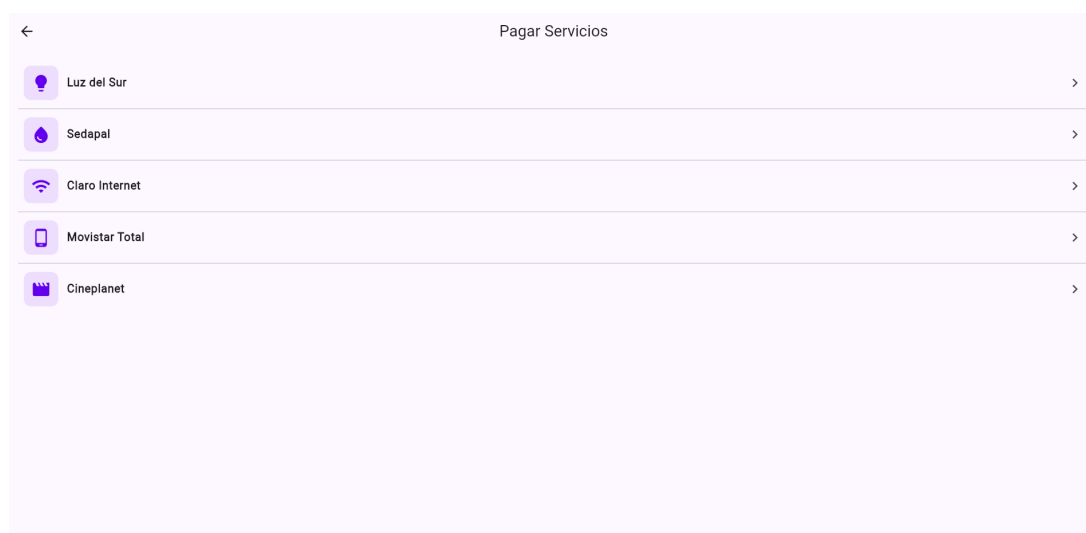 Pagar Servicios
Luz del Sur
Sedapal
Claro Internet
Movistar Total
Cineplanet